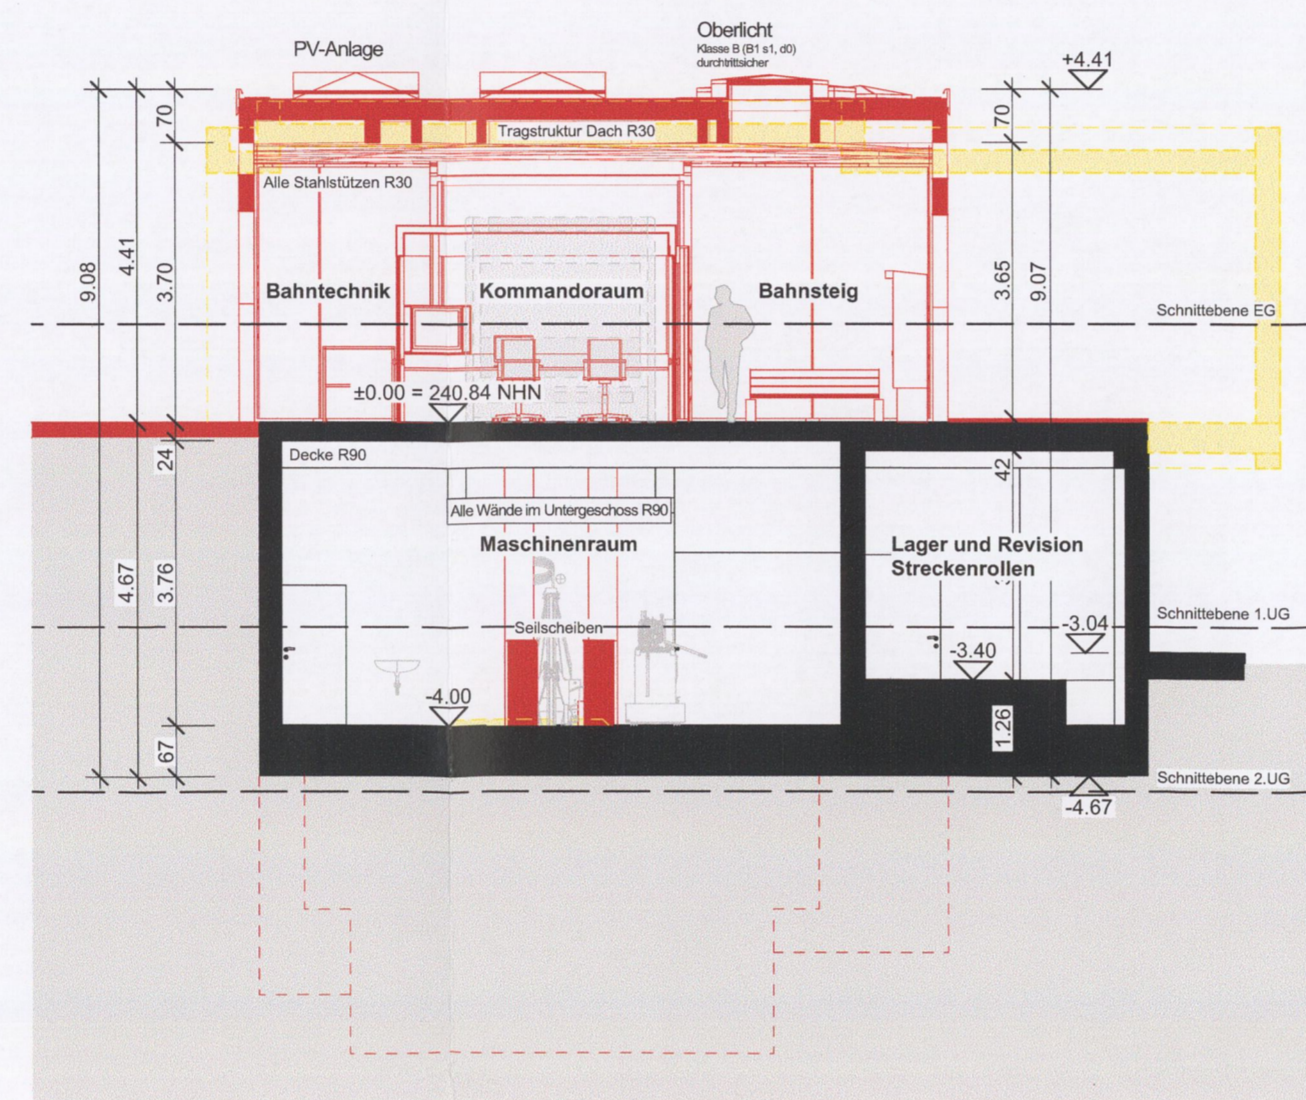 PV-Anlage
Oberlicht
Klasse B (B1 s1, d0)
durchtrittsicher
+4.41
70
70
Tragstruktur Dach R30
Alle Stahlstützen R30
9.08
4.41
3.70
3.65
9.07
Bahntechnik
Kommandoraum
Bahnsteig
Schnittebene EG
±0.00 = 240.84 NHN
24
Decke R90
42
Alle Wände im Untergeschoss R90
Maschinenraum
Lager und Revision
Streckenrollen
4.67
3.76
Schnittebene 1.UG
Seilscheiben
-3.04
-3.40
-4.00
67
1.26
Schnittebene 2.UG
-4.67